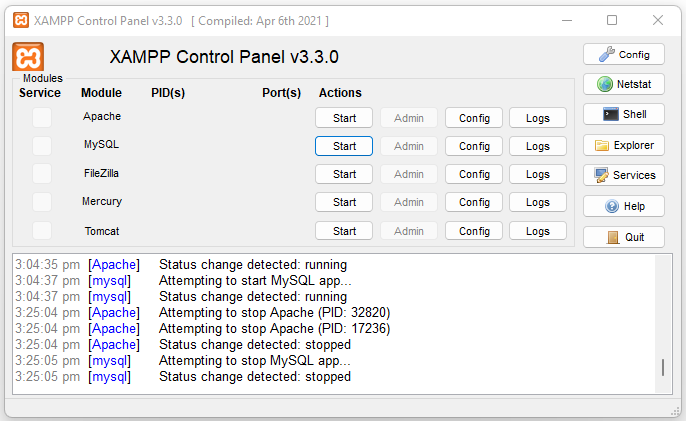 XAMPP Control Panel v3.3.0   [ Compiled: Apr 6th 2021 ]
XAMPP Control Panel v3.3.0
Config
Modules
Service Module PID(s) Port(s) Actions
Netstat
Apache Start Admin Config Logs
Shell
MySQL Start Admin Config Logs
Explorer
FileZilla Start Admin Config Logs
Services
Mercury Start Admin Config Logs
Help
Tomcat Start Admin Config Logs
Quit
3:04:35 pm [Apache] Status change detected: running
3:04:37 pm [mysql] Attempting to start MySQL app...
3:04:37 pm [mysql] Status change detected: running
3:25:04 pm [Apache] Attempting to stop Apache (PID: 32820)
3:25:04 pm [Apache] Attempting to stop Apache (PID: 17236)
3:25:04 pm [Apache] Status change detected: stopped
3:25:05 pm [mysql] Attempting to stop MySQL app...
3:25:05 pm [mysql] Status change detected: stopped